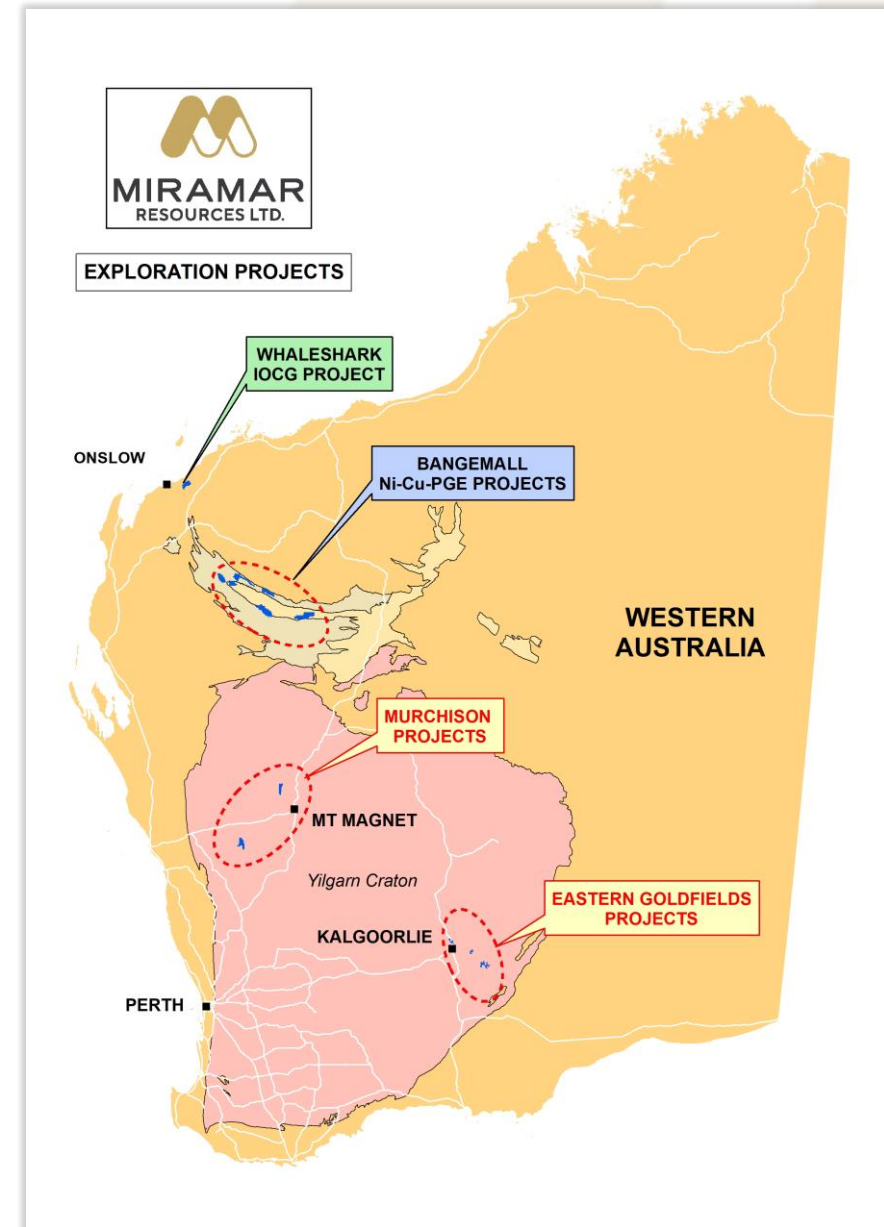 MIRAMAR
RESOURCES LTD.
EXPLORATION PROJECTS
WHALESHARK
IOCG PROJECT
ONSLOW
BANGEMALL
Ni-Cu-PGE PROJECTS
WESTERN
AUSTRALIA
MURCHISON
PROJECTS
MT MAGNET
Yilgarn Craton
EASTERN GOLDFIELDS
PROJECTS
KALGOORLIE
PERTH